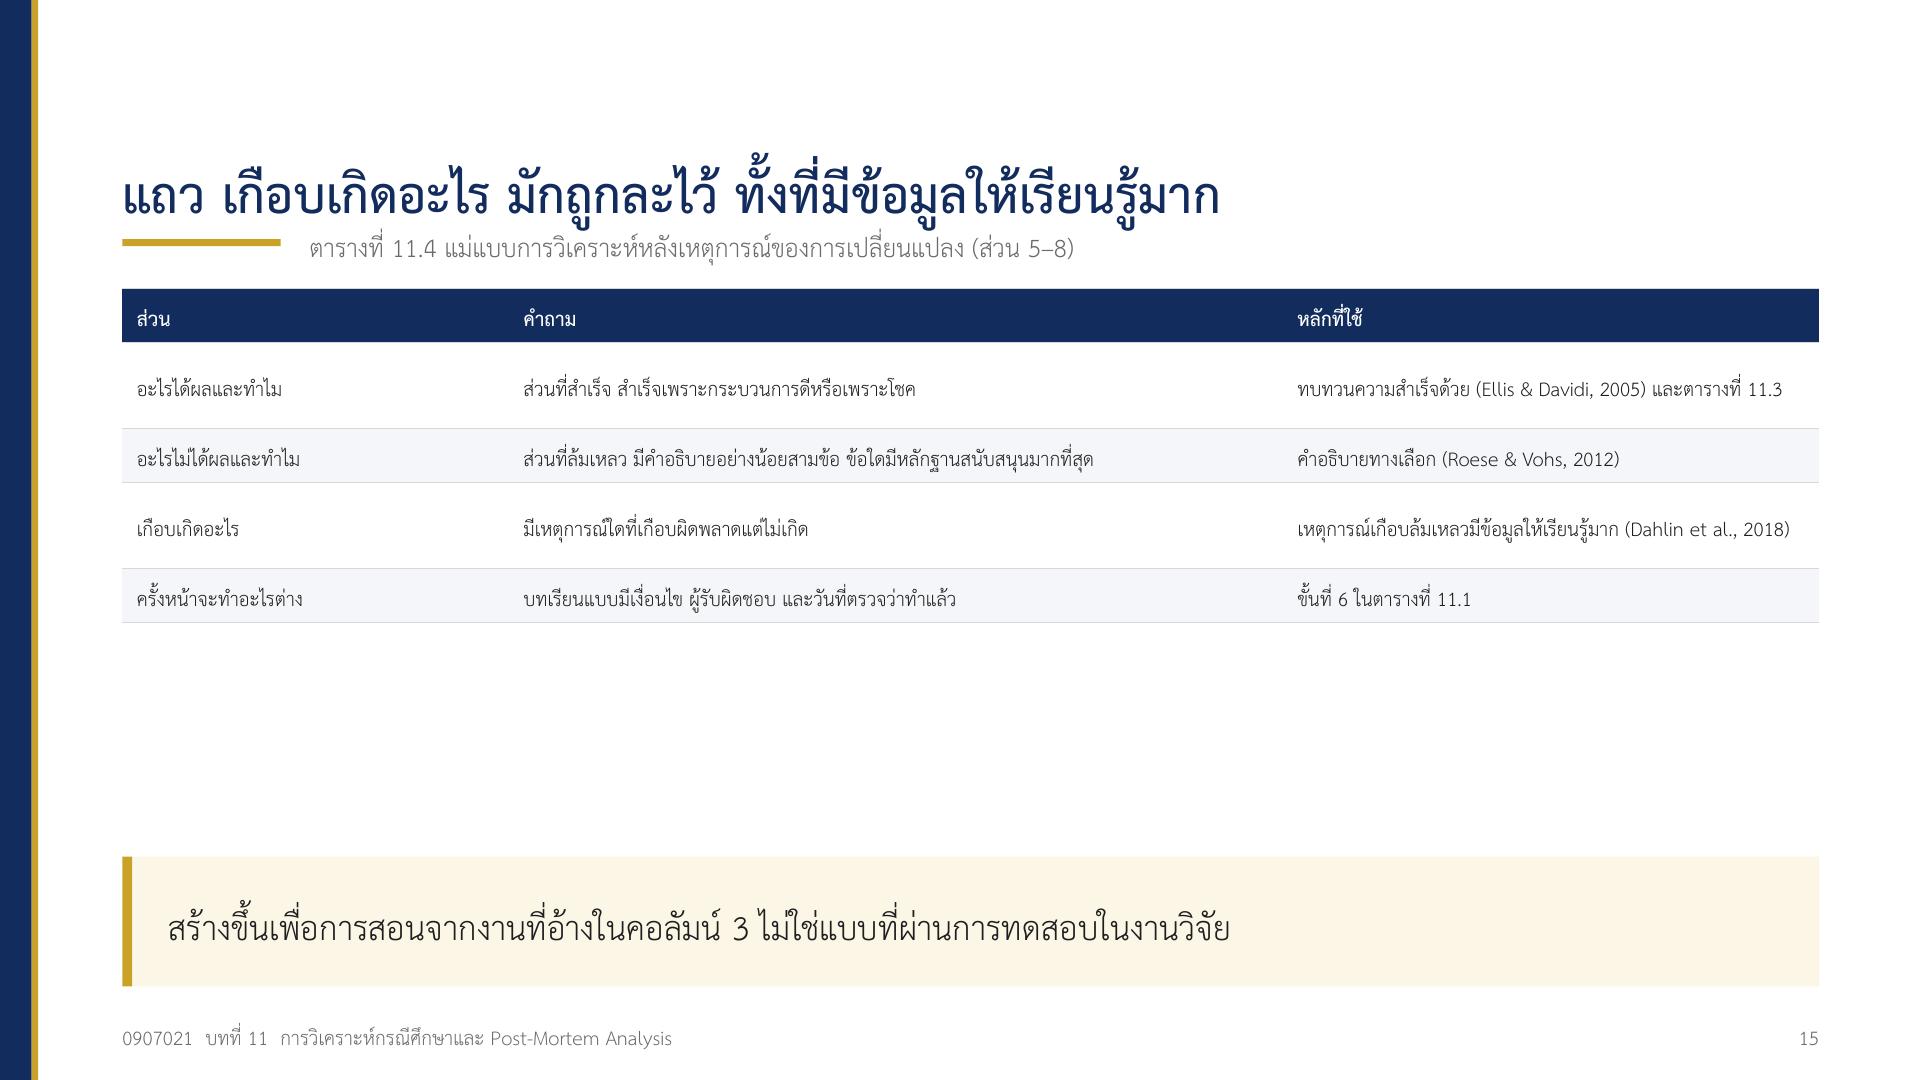 แถว เกือบเกิดอะไร มักถูกละไว้ ทั้งที่มีข้อมูลให้เรียนรู้มาก
ตารางที่ 11.4 แม่แบบการวิเคราะห์หลังเหตุการณ์ของการเปลี่ยนแปลง (ส่วน 5–8)
ส่วน คำถาม หลักที่ใช้
อะไรได้ผลและทำไม ส่วนที่สำเร็จ สำเร็จเพราะกระบวนการดีหรือเพราะโชค ทบทวนความสำเร็จด้วย (Ellis & Davidi, 2005) และตารางที่ 11.3
อะไรไม่ได้ผลและทำไม ส่วนที่ล้มเหลว มีคำอธิบายอย่างน้อยสามข้อ ข้อใดมีหลักฐานสนับสนุนมากที่สุด คำอธิบายทางเลือก (Roese & Vohs, 2012)
เกือบเกิดอะไร มีเหตุการณ์ใดที่เกือบผิดพลาดแต่ไม่เกิด เหตุการณ์เกือบล้มเหลวมีข้อมูลให้เรียนรู้มาก (Dahlin et al., 2018)
ครั้งหน้าจะทำอะไรต่าง บทเรียนแบบมีเงื่อนไข ผู้รับผิดชอบ และวันที่ตรวจว่าทำแล้ว ขั้นที่ 6 ในตารางที่ 11.1
สร้างขึ้นเพื่อการสอนจากงานที่อ้างในคอลัมน์ 3 ไม่ใช่แบบที่ผ่านการทดสอบในงานวิจัย
0907021 บทที่ 11 การวิเคราะห์กรณีศึกษาและ Post-Mortem Analysis 15